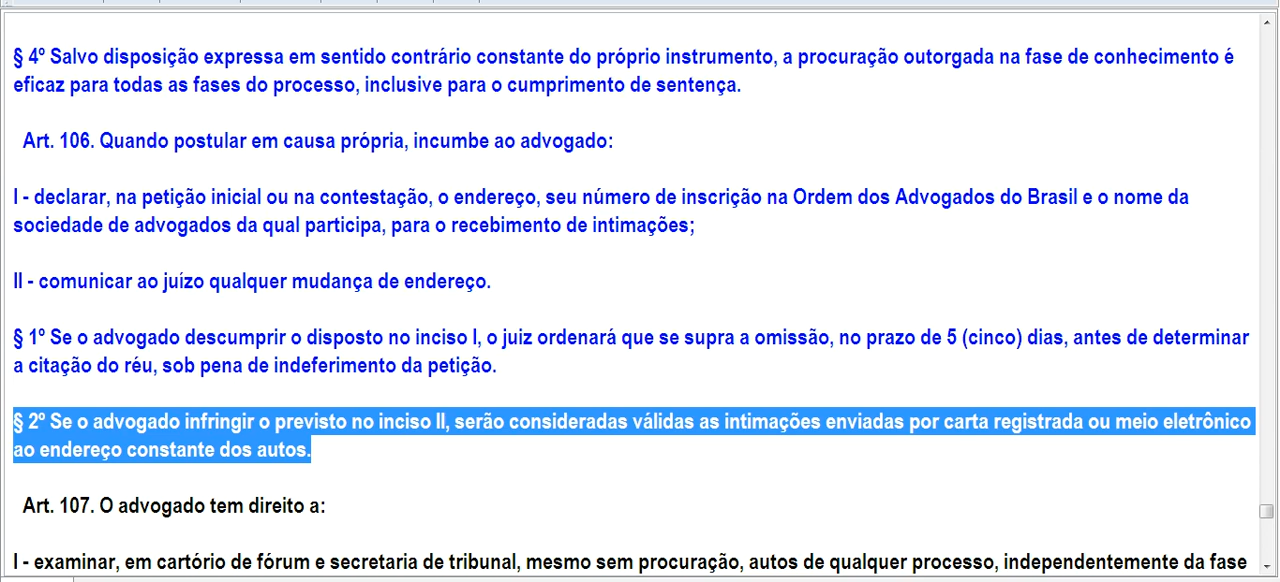 § 4º Salvo disposição expressa em sentido contrário constante do próprio instrumento, a procuração outorgada na fase de conhecimento é
eficaz para todas as fases do processo, inclusive para o cumprimento de sentença.
Art. 106. Quando postular em causa própria, incumbe ao advogado:
I - declarar, na petição inicial ou na contestação, o endereço, seu número de inscrição na Ordem dos Advogados do Brasil e o nome da
sociedade de advogados da qual participa, para o recebimento de intimações;
II - comunicar ao juízo qualquer mudança de endereço.
§ 1º Se o advogado descumprir o disposto no inciso I, o juiz ordenará que se supra a omissão, no prazo de 5 (cinco) dias, antes de determinar
a citação do réu, sob pena de indeferimento da petição.
§ 2º Se o advogado infringir o previsto no inciso II, serão consideradas válidas as intimações enviadas por carta registrada ou meio eletrônico
ao endereço constante dos autos.
Art. 107. O advogado tem direito a:
I - examinar, em cartório de fórum e secretaria de tribunal, mesmo sem procuração, autos de qualquer processo, independentemente da fase